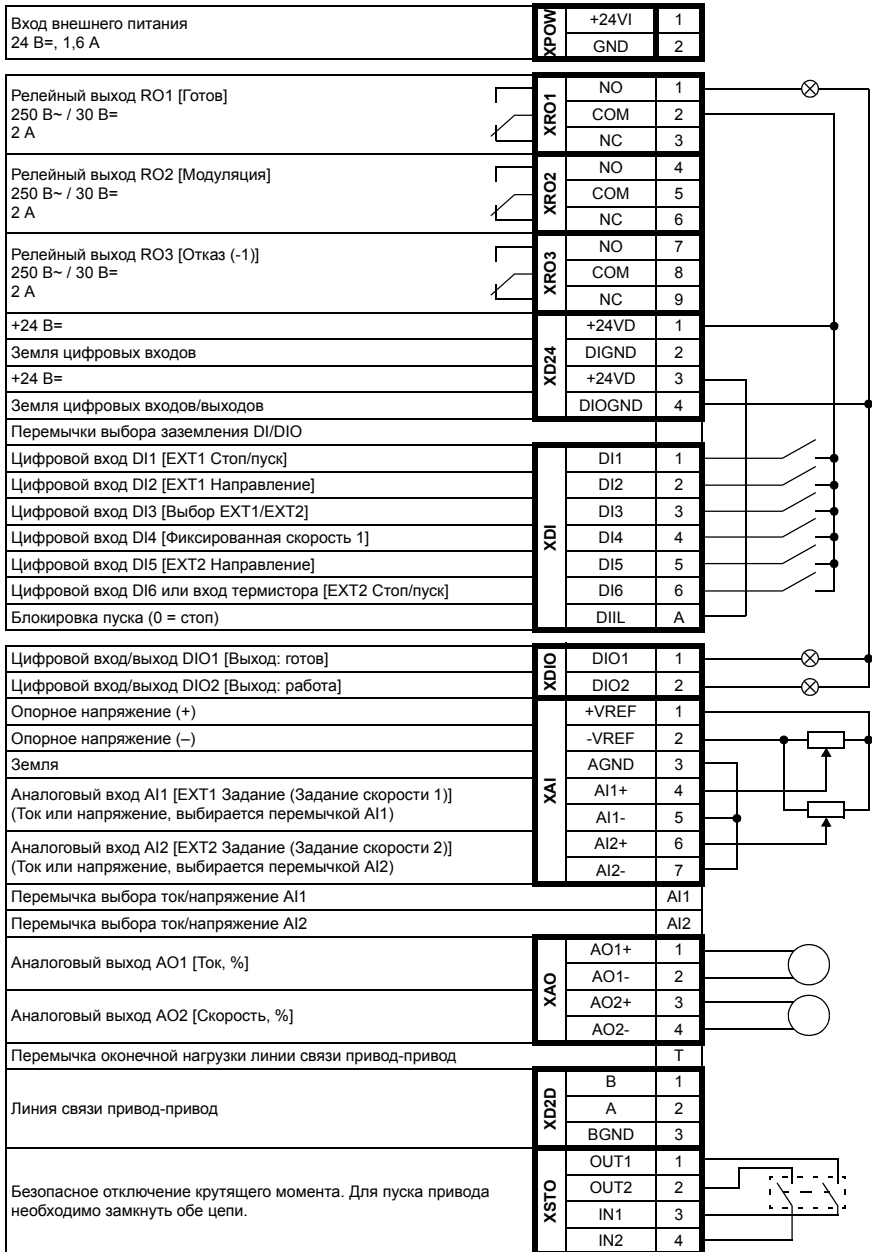 Вход внешнего питания
24 В=, 1,6 А
XPOW
+24VI 1
GND 2
Релейный выход RO1 [Готов]
250 В~ / 30 В=
2 А
XRO1
NO 1
COM 2
NC 3
Релейный выход RO2 [Модуляция]
250 В~ / 30 В=
2 А
XRO2
NO 4
COM 5
NC 6
Релейный выход RO3 [Отказ (-1)]
250 В~ / 30 В=
2 А
XRO3
NO 7
COM 8
NC 9
XD24
+24 В= +24VD 1
Земля цифровых входов DIGND 2
+24 В= +24VD 3
Земля цифровых входов/выходов DIOGND 4
Перемычки выбора заземления DI/DIO
XDI
Цифровой вход DI1 [EXT1 Стоп/пуск] DI1 1
Цифровой вход DI2 [EXT1 Направление] DI2 2
Цифровой вход DI3 [Выбор EXT1/EXT2] DI3 3
Цифровой вход DI4 [Фиксированная скорость 1] DI4 4
Цифровой вход DI5 [EXT2 Направление] DI5 5
Цифровой вход DI6 или вход термистора [EXT2 Стоп/пуск] DI6 6
Блокировка пуска (0 = стоп) DIIL A
XDIO
Цифровой вход/выход DIO1 [Выход: готов] DIO1 1
Цифровой вход/выход DIO2 [Выход: работа] DIO2 2
XAI
Опорное напряжение (+) +VREF 1
Опорное напряжение (–) -VREF 2
Земля AGND 3
Аналоговый вход AI1 [EXT1 Задание (Задание скорости 1)]
(Ток или напряжение, выбирается перемычкой AI1)
AI1+ 4
AI1- 5
Аналоговый вход AI2 [EXT2 Задание (Задание скорости 2)]
(Ток или напряжение, выбирается перемычкой AI2)
AI2+ 6
AI2- 7
Перемычка выбора ток/напряжение AI1 AI1
Перемычка выбора ток/напряжение AI2 AI2
XAO
Аналоговый выход AO1 [Ток, %]
AO1+ 1
AO1- 2
Аналоговый выход AO2 [Скорость, %]
AO2+ 3
AO2- 4
Перемычка оконечной нагрузки линии связи привод-привод T
Линия связи привод-привод
XD2D
B 1
A 2
BGND 3
Безопасное отключение крутящего момента. Для пуска привода
необходимо замкнуть обе цепи.
XSTO
OUT1 1
OUT2 2
IN1 3
IN2 4